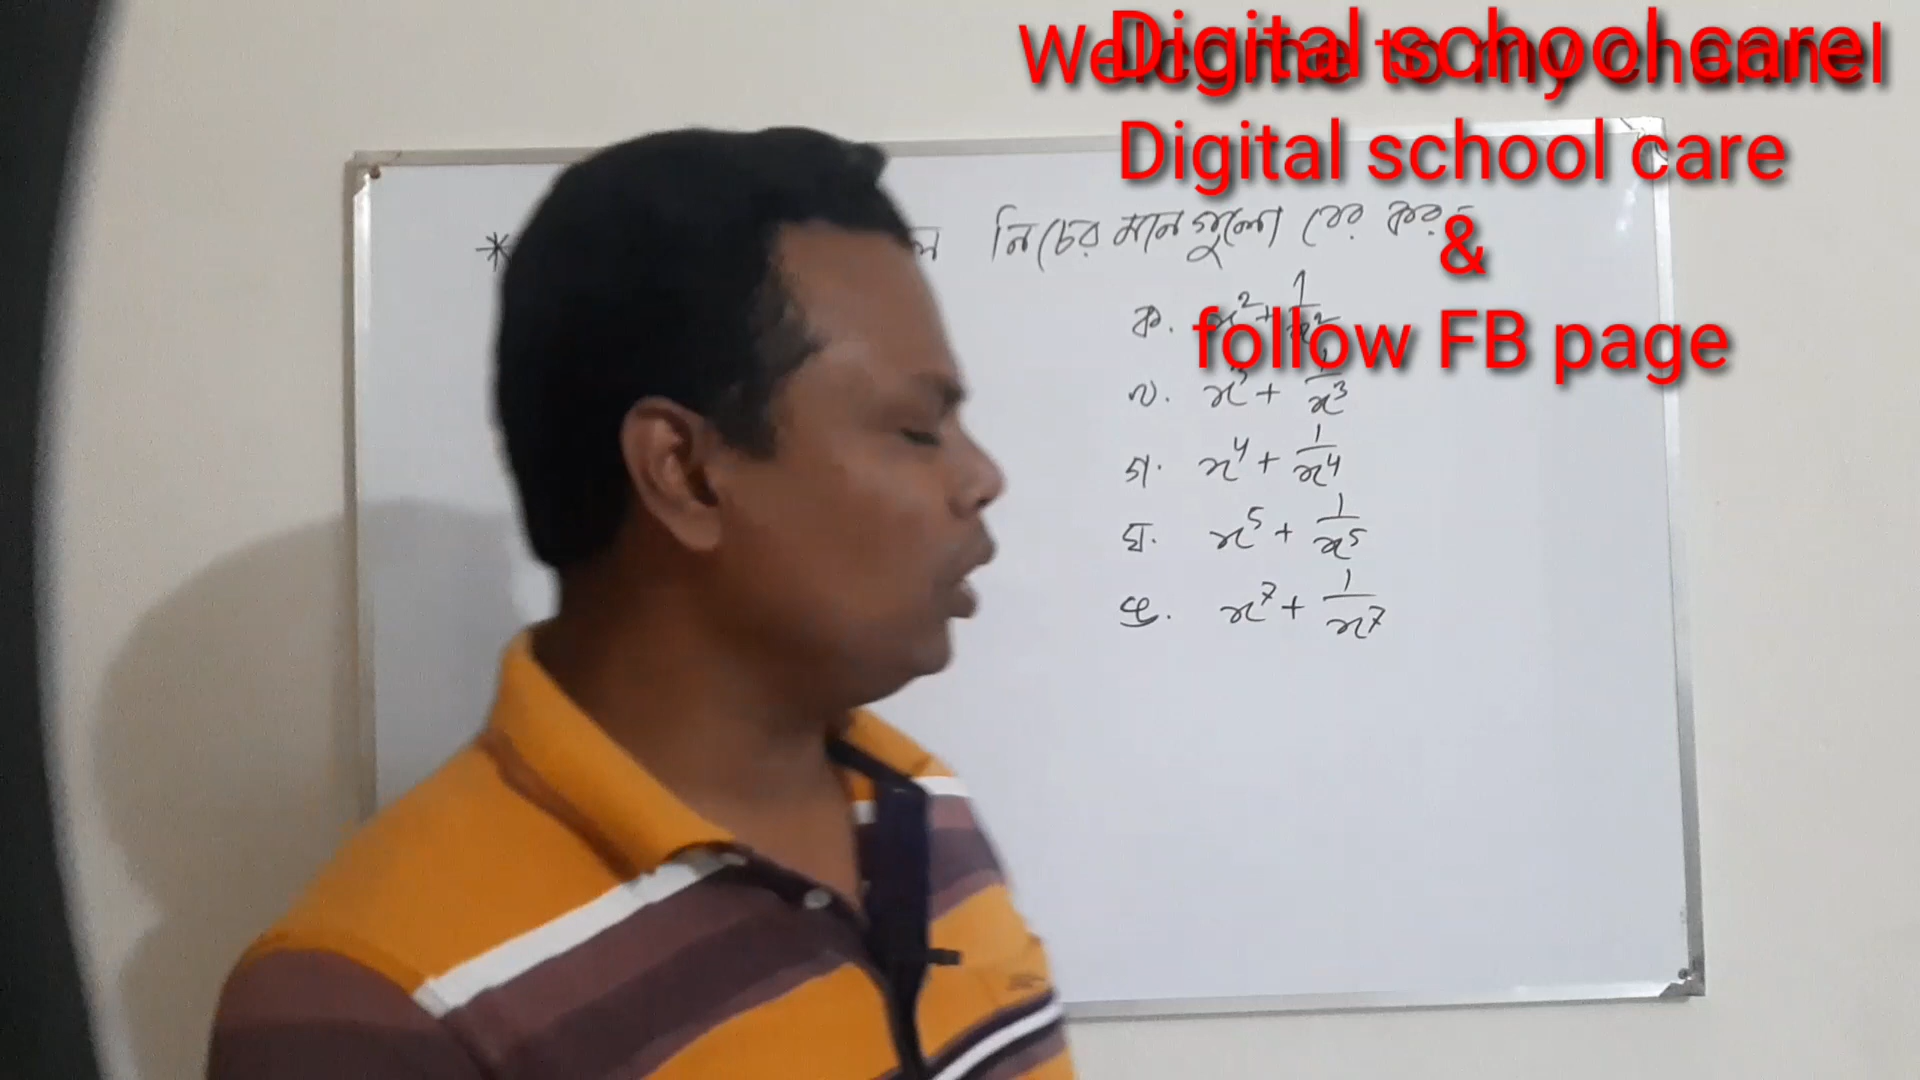 Welcome to my channel
Digital school care
Digital school care
&
follow FB page
* ল নিচের মানগুলো বের কর:
ক. x² + 1/x²
খ. x³ + 1/x³
গ. x⁴ + 1/x⁴
ঘ. x⁵ + 1/x⁵
ঙ. x⁷ + 1/x⁷